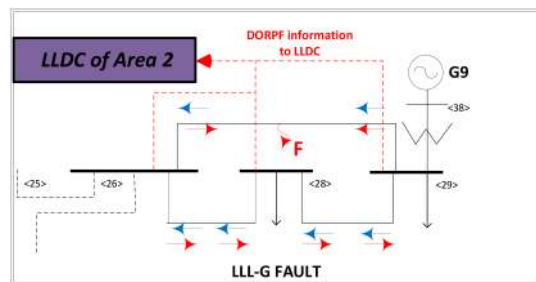 DORPF information
to LLDC
LLDC of Area 2
G9
<38>
F
<25>
<26>
<28>
<29>
LLL-G FAULT